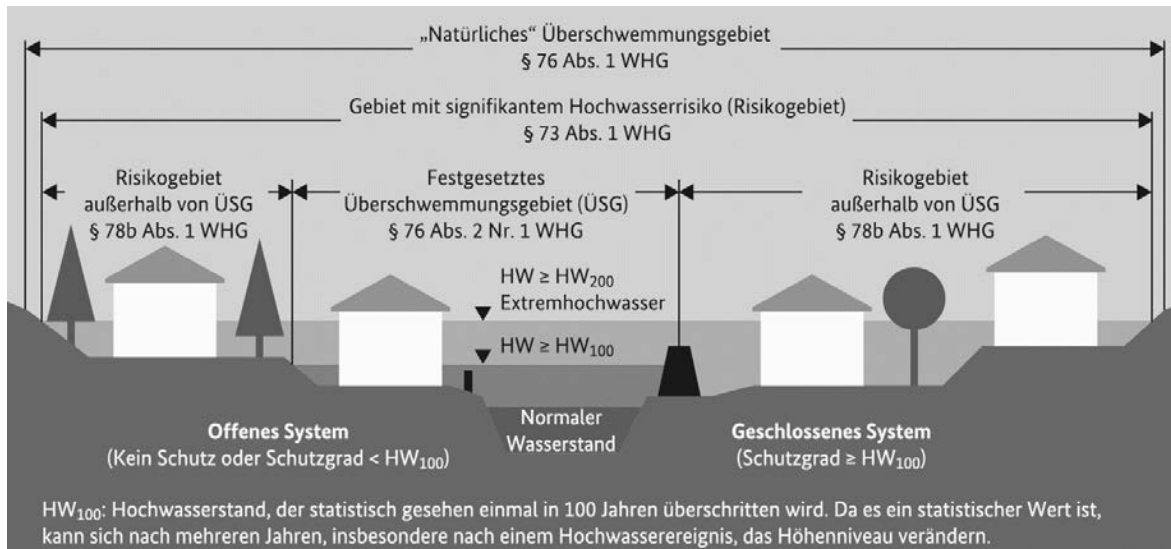 „Natürliches“ Überschwemmungsgebiet
§ 76 Abs. 1 WHG
Gebiet mit signifikantem Hochwasserrisiko (Risikogebiet)
§ 73 Abs. 1 WHG
Risikogebiet
außerhalb von ÜSG
§ 78b Abs. 1 WHG
Festgesetztes
Überschwemmungsgebiet (ÜSG)
§ 76 Abs. 2 Nr. 1 WHG
Risikogebiet
außerhalb von ÜSG
§ 78b Abs. 1 WHG
HW ≥ HW₂₀₀
Extremhochwasser
HW ≥ HW₁₀₀
Normaler
Wasserstand
Offenes System
(Kein Schutz oder Schutzgrad < HW₁₀₀)
Geschlossenes System
(Schutzgrad ≥ HW₁₀₀)
HW₁₀₀: Hochwasserstand, der statistisch gesehen einmal in 100 Jahren überschritten wird. Da es ein statistischer Wert ist,
kann sich nach mehreren Jahren, insbesondere nach einem Hochwasserereignis, das Höhenniveau verändern.